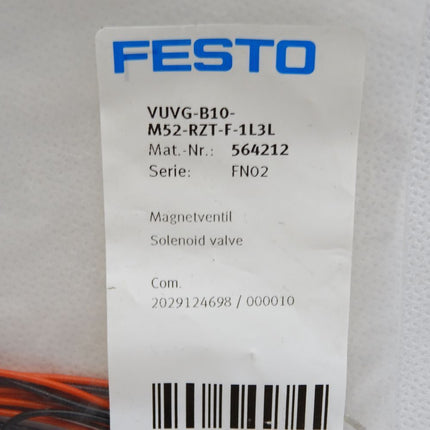 FESTO
VUVG-B10-
M52-RZT-F-1L3L
Mat.-Nr.: 564212
Serie: FN02
Magnetventil
Solenoid valve
Com.
2029124698 / 000010